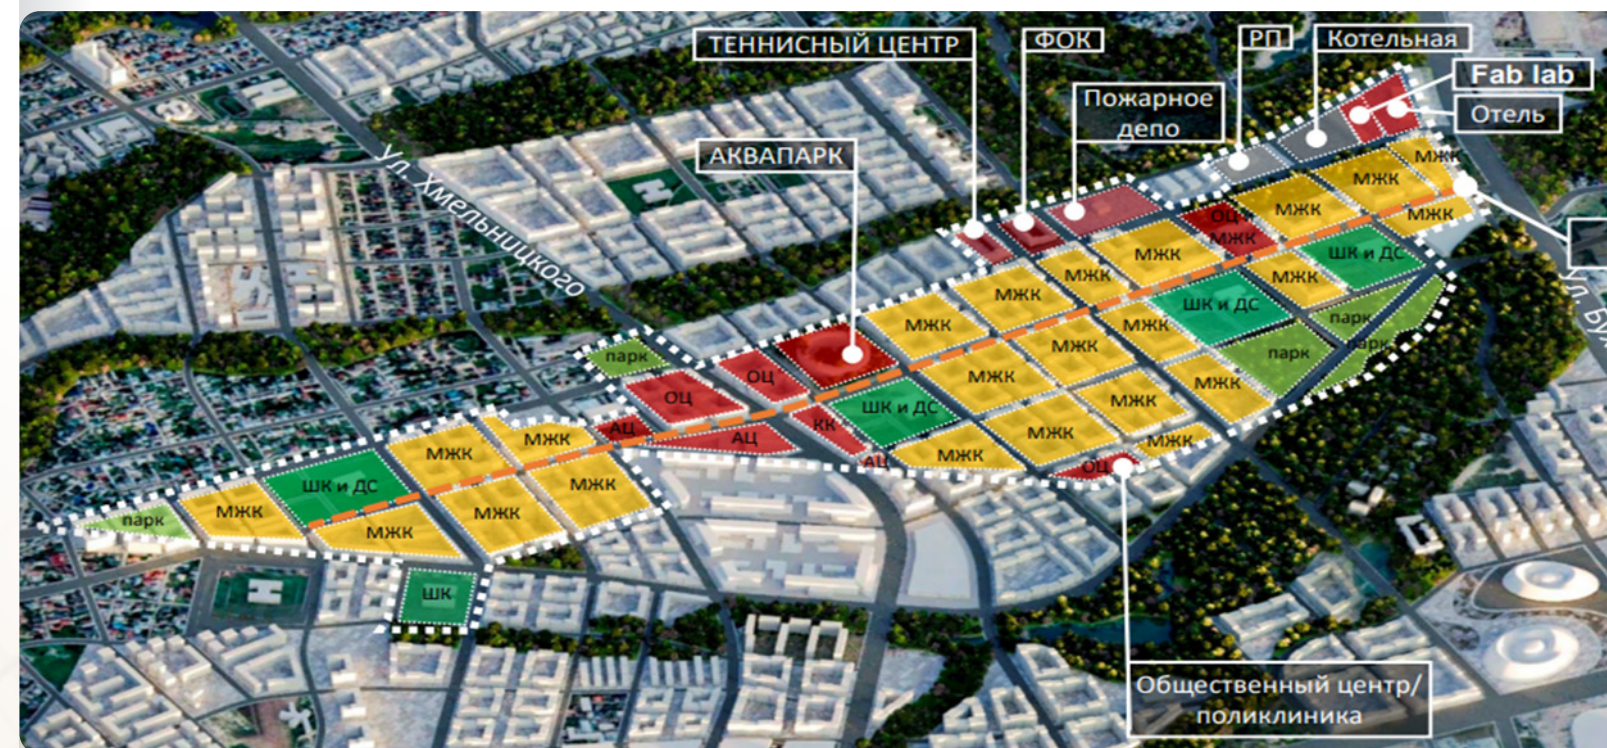 ТЕННИСНЫЙ ЦЕНТР
ФОК
РП
Котельная
Fab lab
Отель
Пожарное
депо
АКВАПАРК
Ул. Хмельницкого
МЖК
МЖК
МЖК
МЖК
ОЦ
МЖК
МЖК
ШК и ДС
МЖК
МЖК
МЖК
ШК и ДС
парк
парк
парк
МЖК
МЖК
МЖК
парк
ОЦ
МЖК
МЖК
ОЦ
ШК и ДС
МЖК
КК
АЦ
АЦ
МЖК
МЖК
МЖК
МЖК
МЖК
АЦ
ОЦ
ШК и ДС
МЖК
МЖК
парк
МЖК
МЖК
МЖК
ШК
Общественный центр/
поликлиника